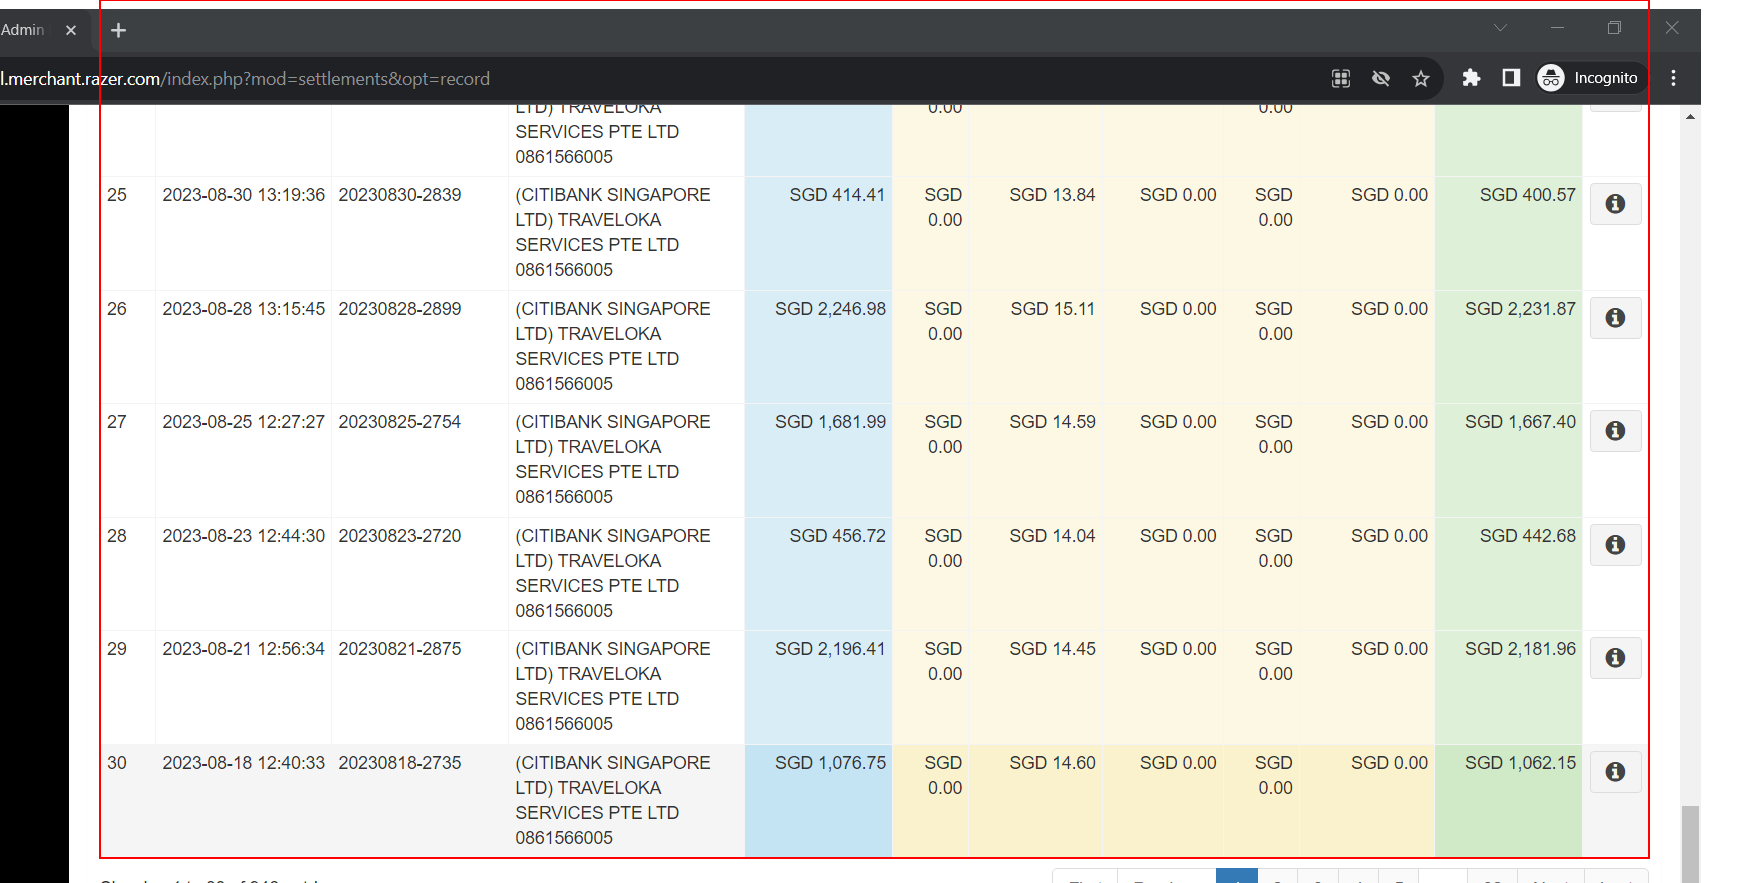 Admin
l.merchant.razer.com/index.php?mod=settlements&opt=record
Incognito
LTD) TRAVELOKA 0.00 0.00
SERVICES PTE LTD
0861566005
25 2023-08-30 13:19:36 20230830-2839 (CITIBANK SINGAPORE SGD 414.41 SGD SGD 13.84 SGD 0.00 SGD SGD 0.00 SGD 400.57
LTD) TRAVELOKA 0.00 0.00
SERVICES PTE LTD
0861566005
26 2023-08-28 13:15:45 20230828-2899 (CITIBANK SINGAPORE SGD 2,246.98 SGD SGD 15.11 SGD 0.00 SGD SGD 0.00 SGD 2,231.87
LTD) TRAVELOKA 0.00 0.00
SERVICES PTE LTD
0861566005
27 2023-08-25 12:27:27 20230825-2754 (CITIBANK SINGAPORE SGD 1,681.99 SGD SGD 14.59 SGD 0.00 SGD SGD 0.00 SGD 1,667.40
LTD) TRAVELOKA 0.00 0.00
SERVICES PTE LTD
0861566005
28 2023-08-23 12:44:30 20230823-2720 (CITIBANK SINGAPORE SGD 456.72 SGD SGD 14.04 SGD 0.00 SGD SGD 0.00 SGD 442.68
LTD) TRAVELOKA 0.00 0.00
SERVICES PTE LTD
0861566005
29 2023-08-21 12:56:34 20230821-2875 (CITIBANK SINGAPORE SGD 2,196.41 SGD SGD 14.45 SGD 0.00 SGD SGD 0.00 SGD 2,181.96
LTD) TRAVELOKA 0.00 0.00
SERVICES PTE LTD
0861566005
30 2023-08-18 12:40:33 20230818-2735 (CITIBANK SINGAPORE SGD 1,076.75 SGD SGD 14.60 SGD 0.00 SGD SGD 0.00 SGD 1,062.15
LTD) TRAVELOKA 0.00 0.00
SERVICES PTE LTD
0861566005